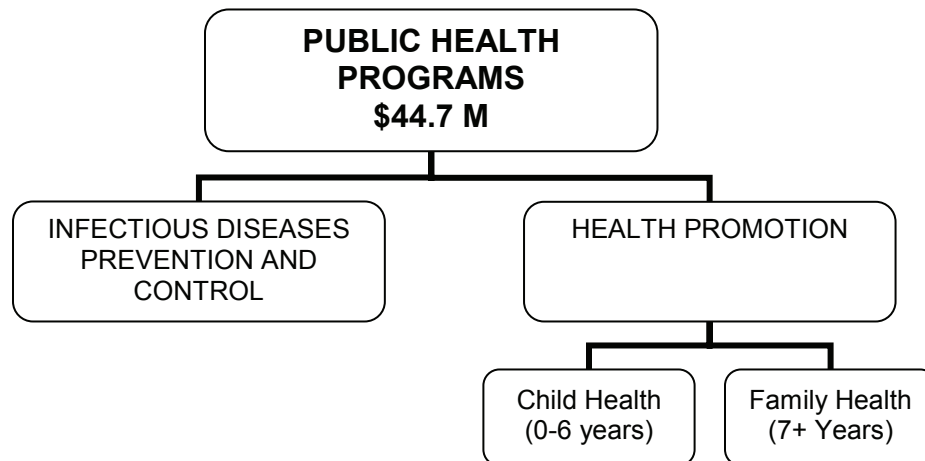 PUBLIC HEALTH
PROGRAMS
$44.7 M
INFECTIOUS DISEASES
PREVENTION AND
CONTROL
HEALTH PROMOTION
Child Health
(0-6 years)
Family Health
(7+ Years)